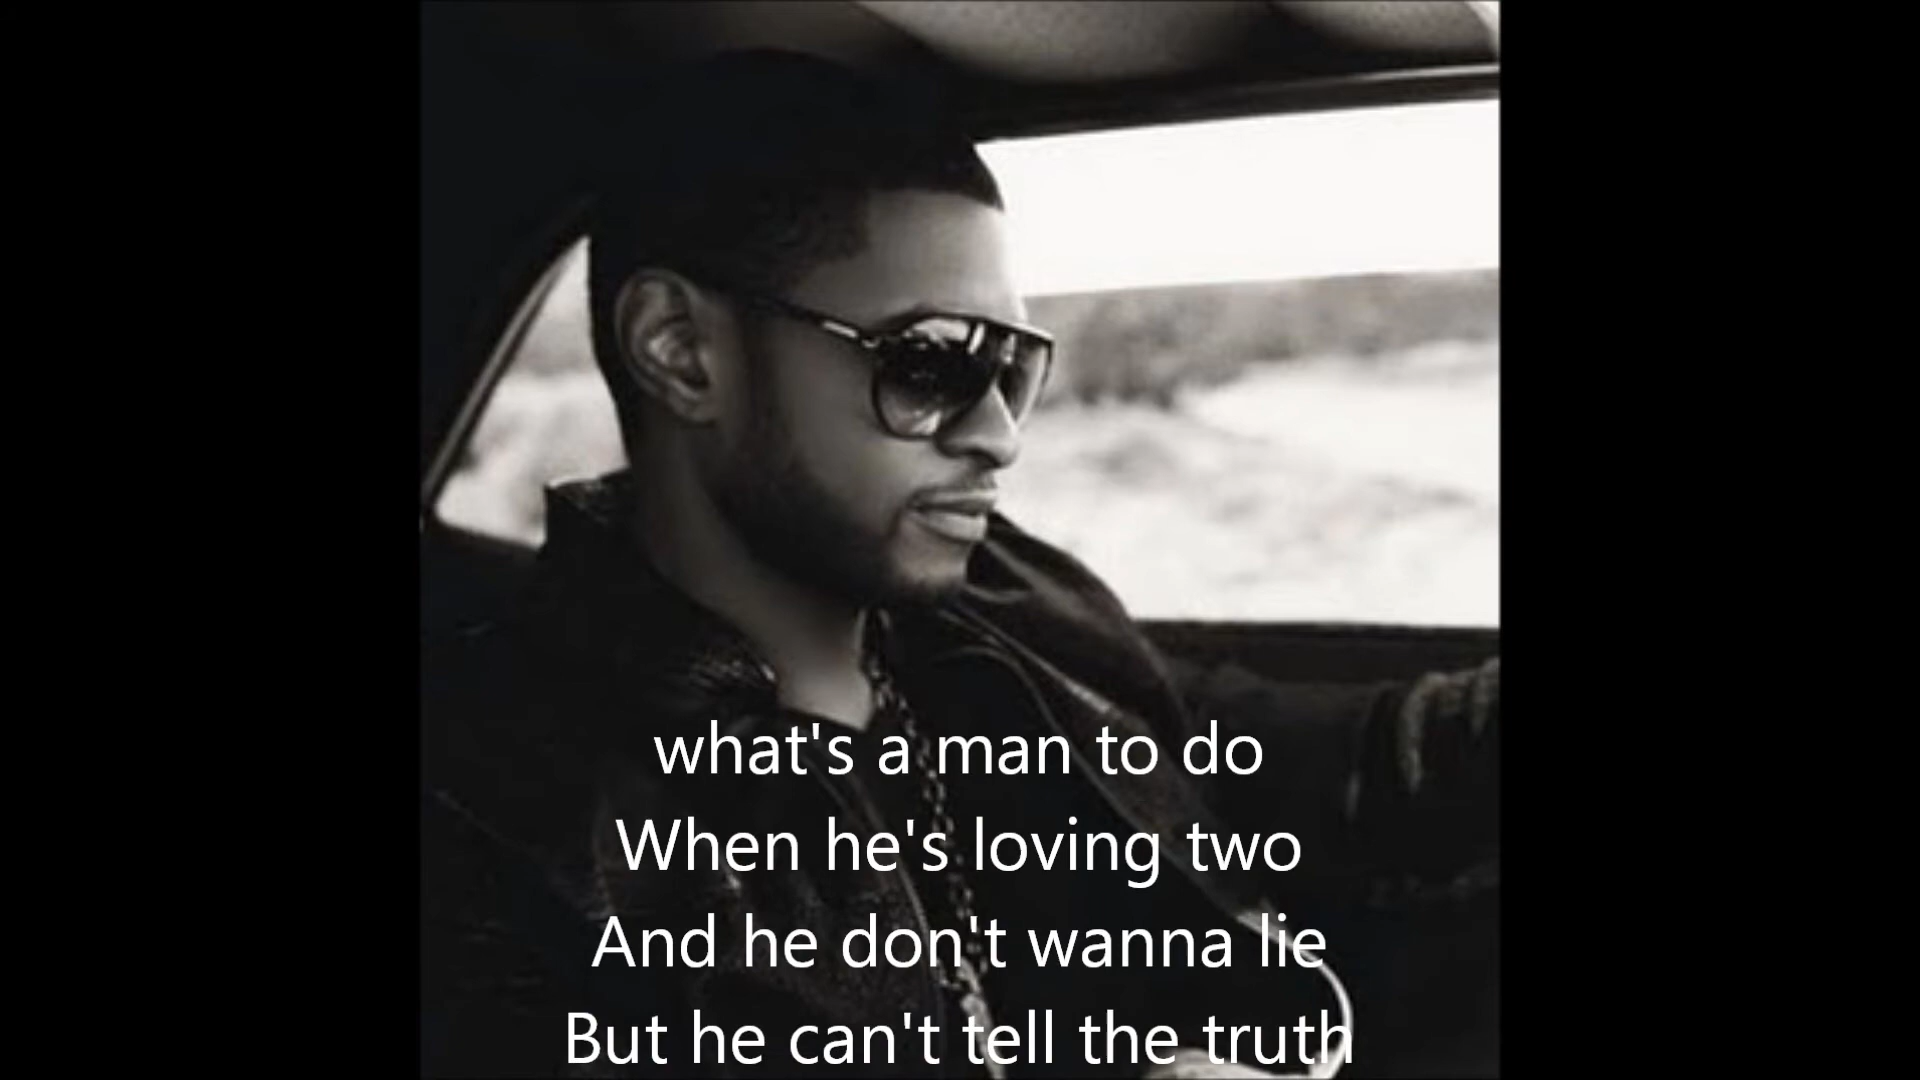 what's a man to do
When he's loving two
And he don't wanna lie
But he can't tell the truth